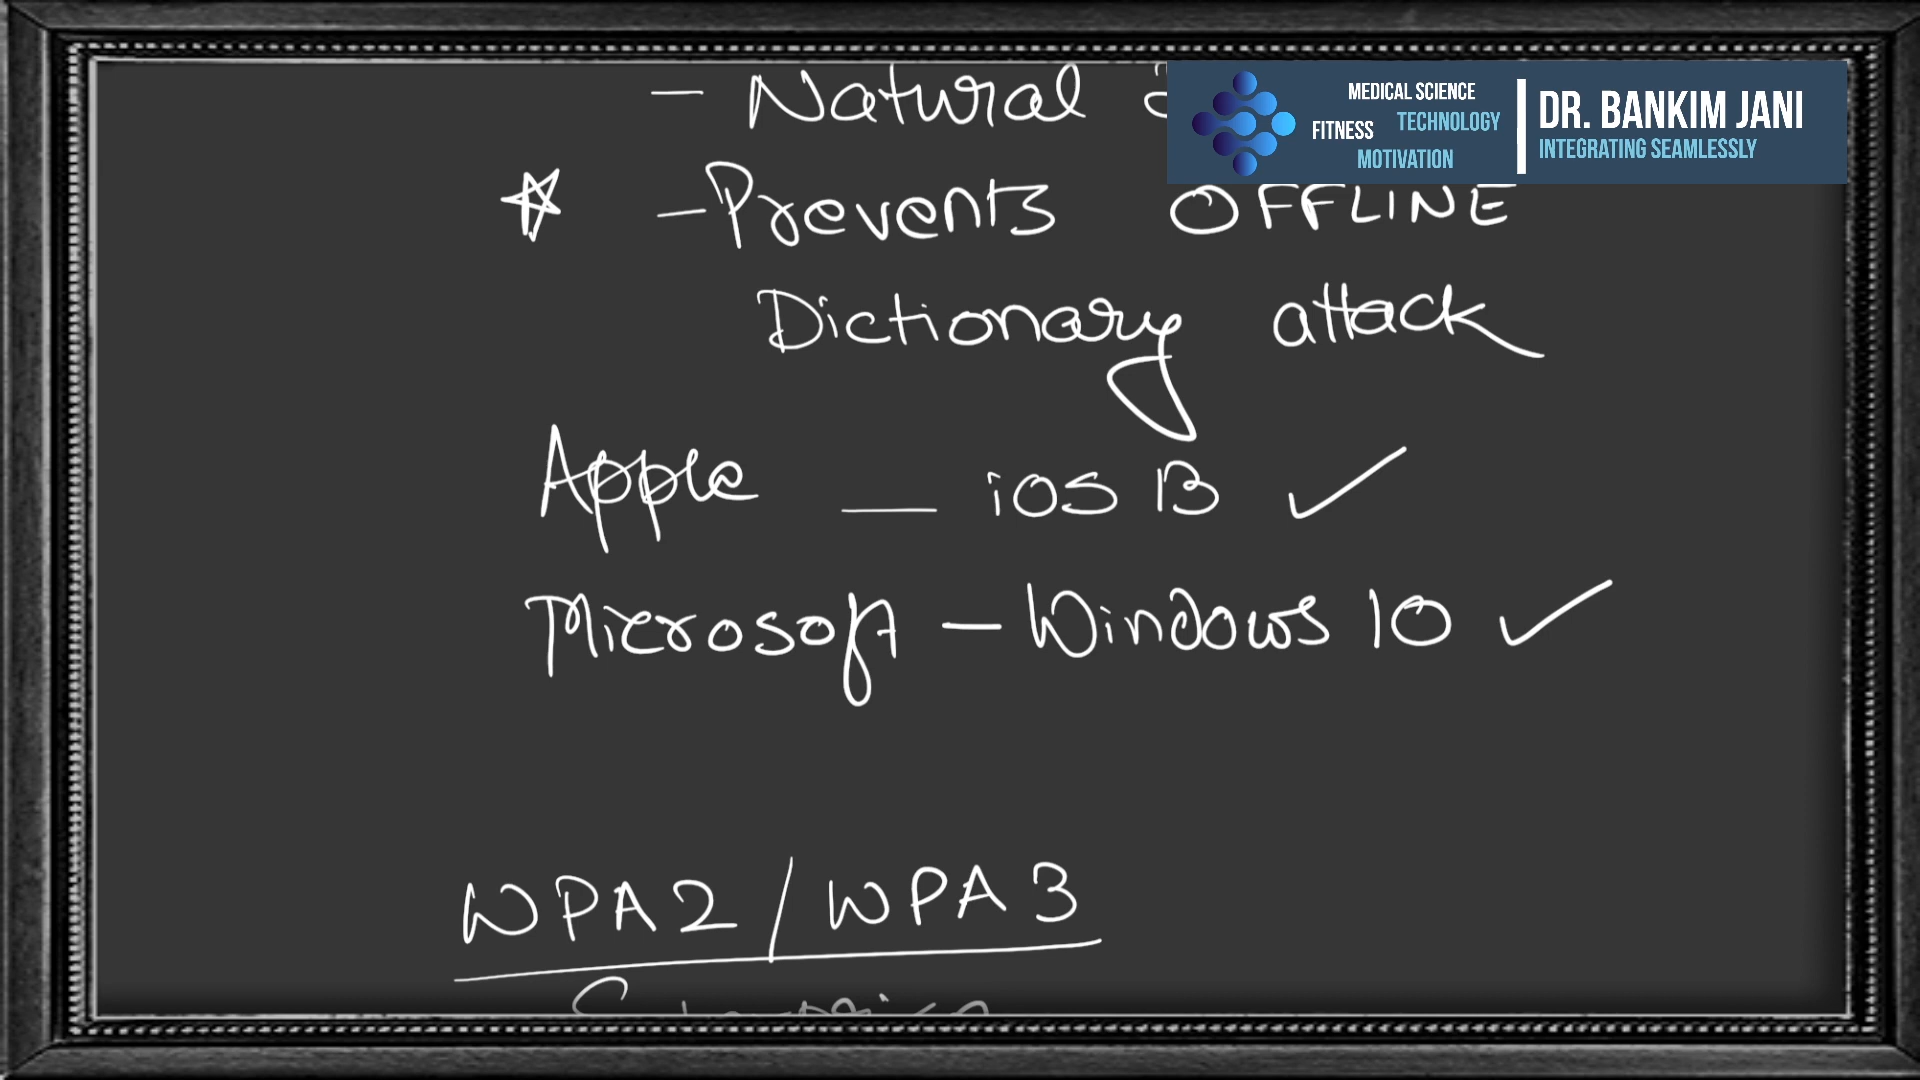 - Natural
MEDICAL SCIENCE
FITNESS TECHNOLOGY
MOTIVATION
DR. BANKIM JANI
INTEGRATING SEAMLESSLY
- Prevents OFFLINE
Dictionary attack
Apple — iOS 13 ✓
Microsoft - Windows 10 ✓
WPA2 / WPA3